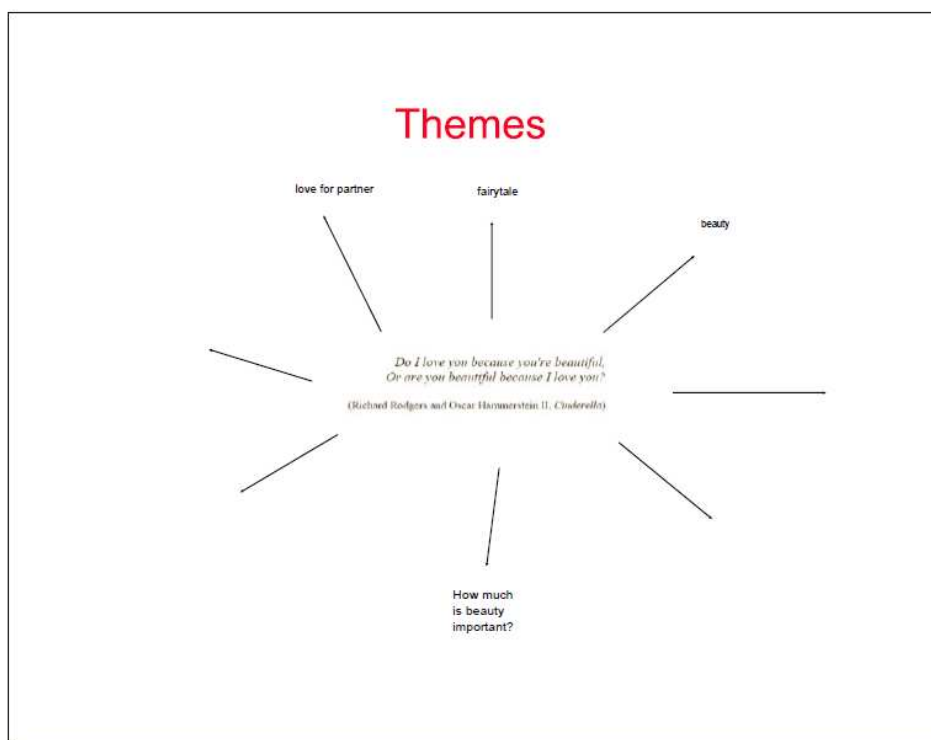 Themes
love for partner
fairytale
beauty
Do I love you because you're beautiful,
Or are you beautiful because I love you?
(Richard Rodgers and Oscar Hammerstein II, Cinderella)
How much
is beauty
important?